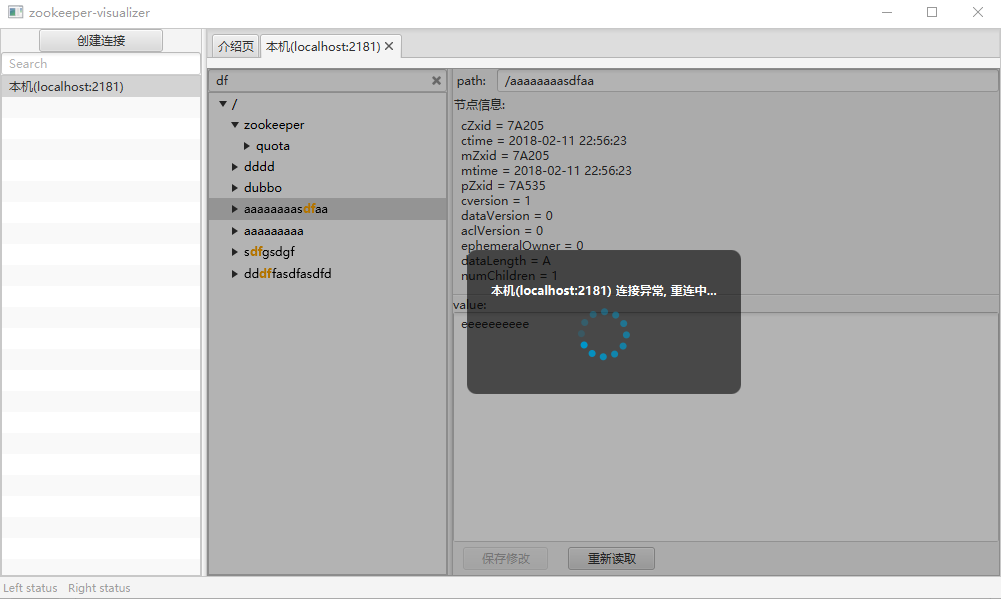 zookeeper-visualizer
创建连接
Search
本机(localhost:2181)
介绍页
本机(localhost:2181)
df
/
zookeeper
quota
dddd
dubbo
aaaaaaaasdfaa
aaaaaaaaa
sdfgsdgf
dddffasdfasdfd
path:
/aaaaaaaasdfaa
节点信息:
cZxid = 7A205
ctime = 2018-02-11 22:56:23
mZxid = 7A205
mtime = 2018-02-11 22:56:23
pZxid = 7A535
cversion = 1
dataVersion = 0
aclVersion = 0
ephemeralOwner = 0
dataLength = A
numChildren = 1
本机(localhost:2181) 连接异常, 重连中...
value:
eeeeeeeeee
保存修改
重新读取
Left status
Right status